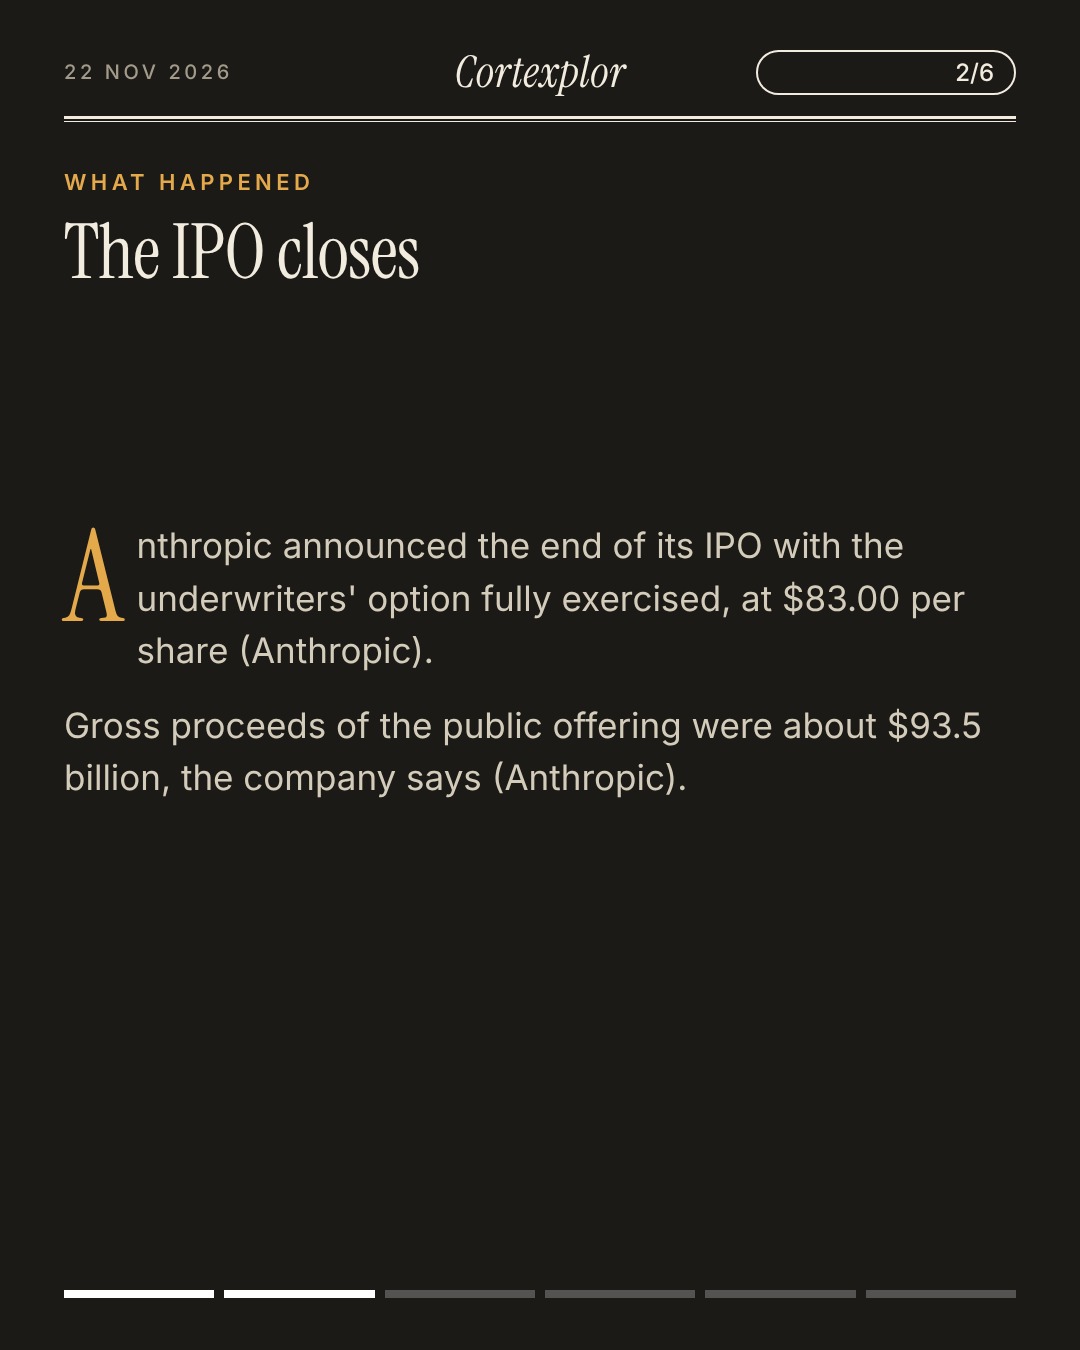 22 NOV 2026
Cortexplor
2/6
WHAT HAPPENED
The IPO closes
Anthropic announced the end of its IPO with the
underwriters' option fully exercised, at $83.00 per
share (Anthropic).
Gross proceeds of the public offering were about $93.5
billion, the company says (Anthropic).